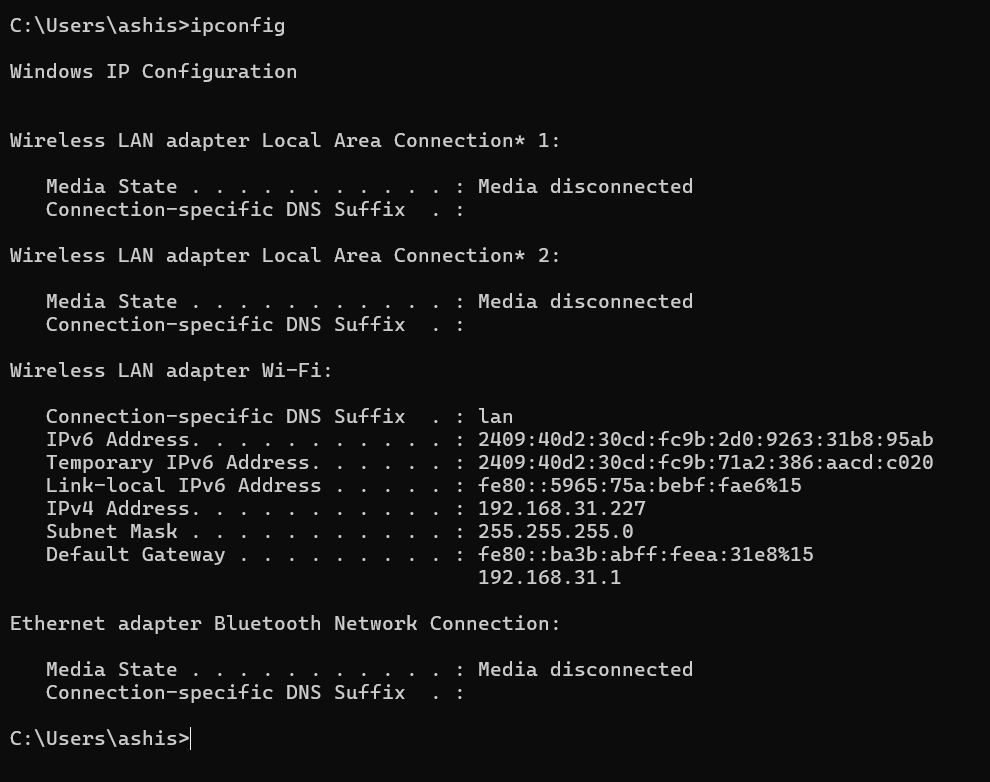 C:\Users\ashis>ipconfig
Windows IP Configuration
Wireless LAN adapter Local Area Connection* 1:
Media State . . . . . . . . . . . : Media disconnected
Connection-specific DNS Suffix  . :
Wireless LAN adapter Local Area Connection* 2:
Media State . . . . . . . . . . . : Media disconnected
Connection-specific DNS Suffix  . :
Wireless LAN adapter Wi-Fi:
Connection-specific DNS Suffix  . : lan
IPv6 Address. . . . . . . . . . . : 2409:40d2:30cd:fc9b:2d0:9263:31b8:95ab
Temporary IPv6 Address. . . . . . : 2409:40d2:30cd:fc9b:71a2:386:aacd:c020
Link-local IPv6 Address . . . . . : fe80::5965:75a:bebf:fae6%15
IPv4 Address. . . . . . . . . . . : 192.168.31.227
Subnet Mask . . . . . . . . . . . : 255.255.255.0
Default Gateway . . . . . . . . . : fe80::ba3b:abff:feea:31e8%15
192.168.31.1
Ethernet adapter Bluetooth Network Connection:
Media State . . . . . . . . . . . : Media disconnected
Connection-specific DNS Suffix  . :
C:\Users\ashis>